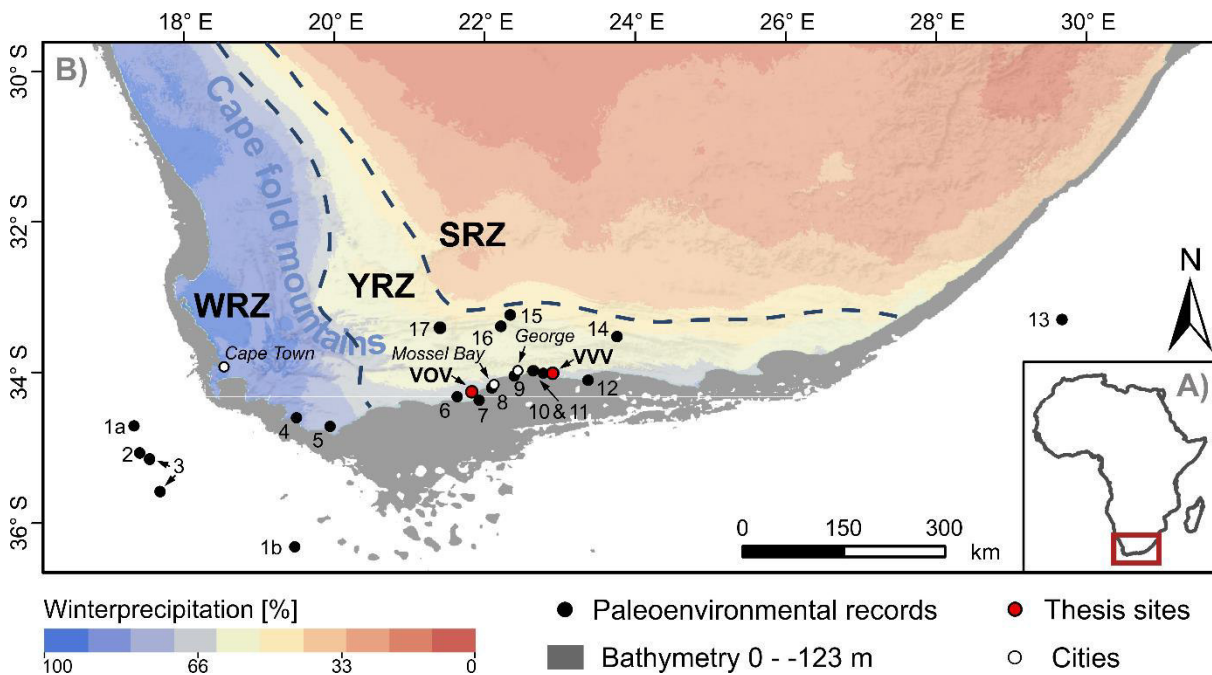 18° E 20° E 22° E 24° E 26° E 28° E 30° E
B)
30° S
32° S
34° S
36° S
Cape fold mountains
SRZ
YRZ
WRZ
N
Cape Town
17
16
15
George
14
13
Mossel Bay
VOV
VVV
6
7
8
9
10 & 11
12
4
5
1a
2
3
1b
A)
0 150 300
km
Winterprecipitation [%]
100 66 33 0
Paleoenvironmental records
Bathymetry 0 - -123 m
Thesis sites
Cities